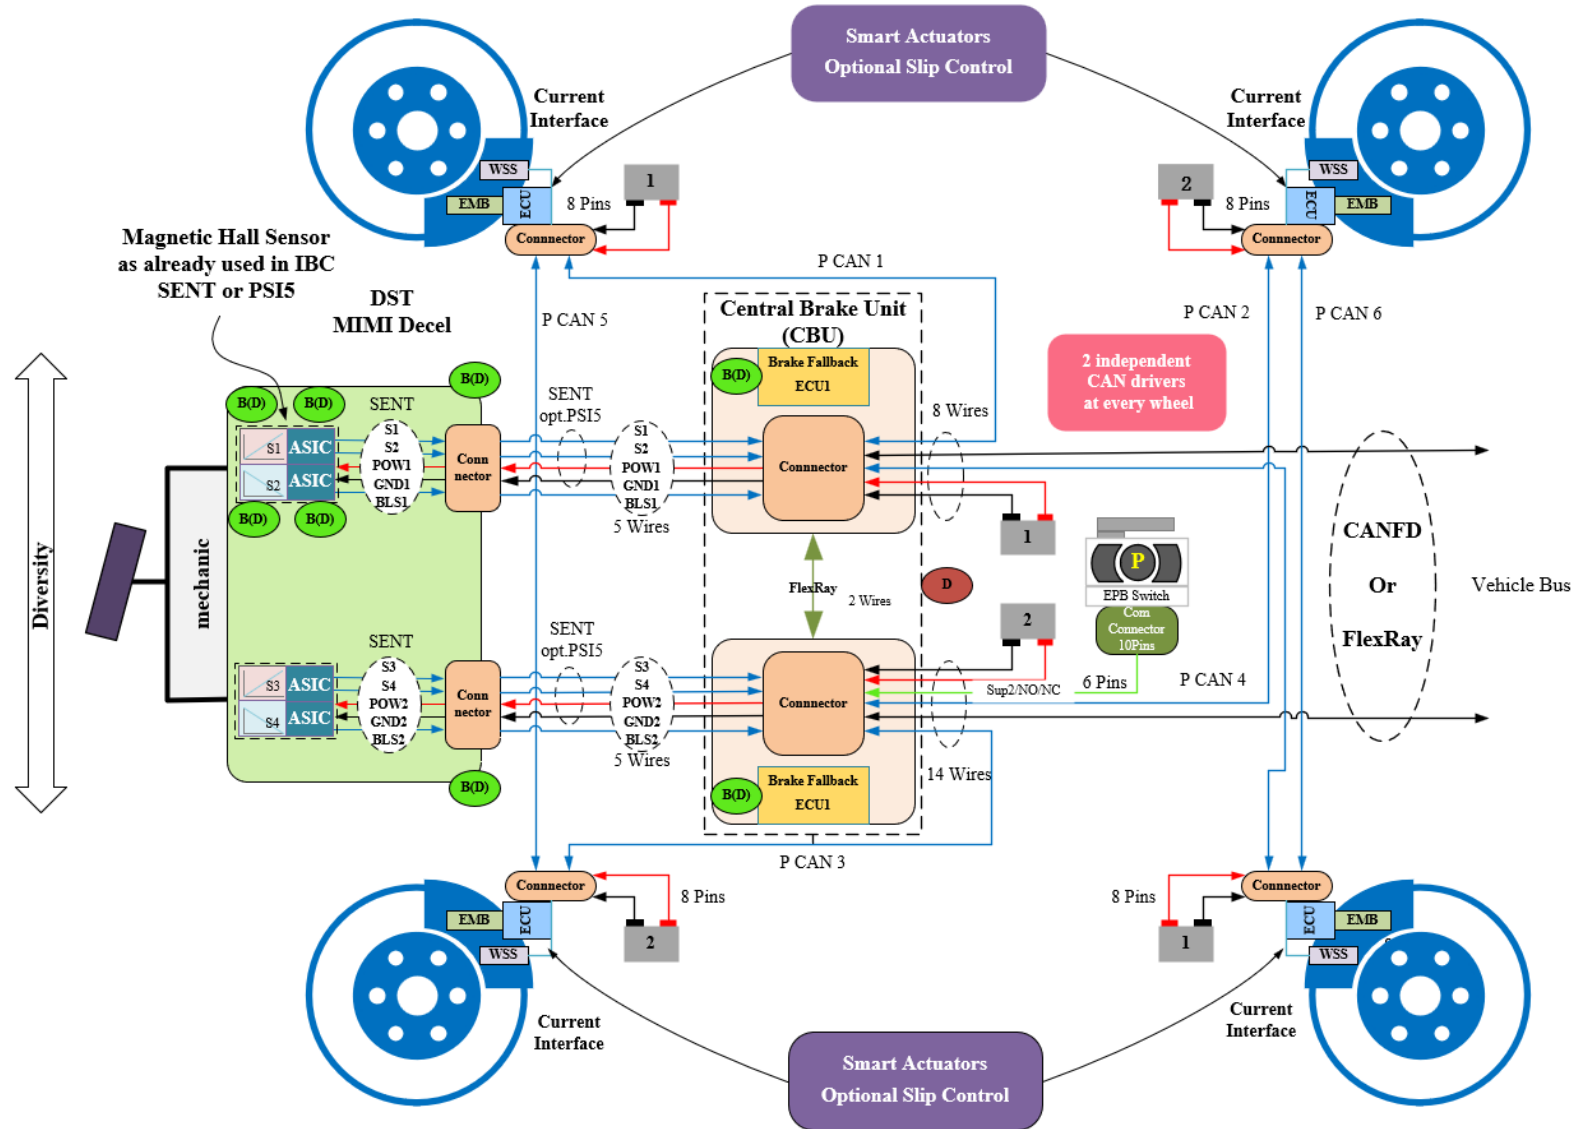 Smart Actuators
Optional Slip Control
Current
Interface
Current
Interface
WSS
WSS
ECU
EMB
8 Pins
1
2
8 Pins
ECU
EMB
Connnector
Connnector
Magnetic Hall Sensor
as already used in IBC
SENT or PSI5
DST
MIMI Decel
P CAN 1
P CAN 5
P CAN 2
P CAN 6
Central Brake Unit
(CBU)
2 independent
CAN drivers
at every wheel
B(D)
B(D)
B(D)
B(D)
Brake Fallback
ECU1
SENT
SENT
opt.PSI5
8 Wires
S1
ASIC
S2
ASIC
S1
S2
POW1
GND1
BLS1
Conn
nector
S1
S2
POW1
GND1
BLS1
5 Wires
Connnector
B(D)
B(D)
1
Diversity
mechanic
FlexRay
2 Wires
D
P
EPB Switch
Com
Connector
10Pins
6 Pins
2
Sup2/NO/NC
P CAN 4
CANFD
Or
FlexRay
Vehicle Bus
SENT
SENT
opt.PSI5
S3
ASIC
S4
ASIC
S3
S4
POW2
GND2
BLS2
Conn
nector
S3
S4
POW2
GND2
BLS2
5 Wires
Connnector
14 Wires
B(D)
B(D)
Brake Fallback
ECU1
P CAN 3
Connnector
Connnector
8 Pins
8 Pins
EMB
ECU
WSS
2
1
ECU
EMB
WSS
Current
Interface
Current
Interface
Smart Actuators
Optional Slip Control